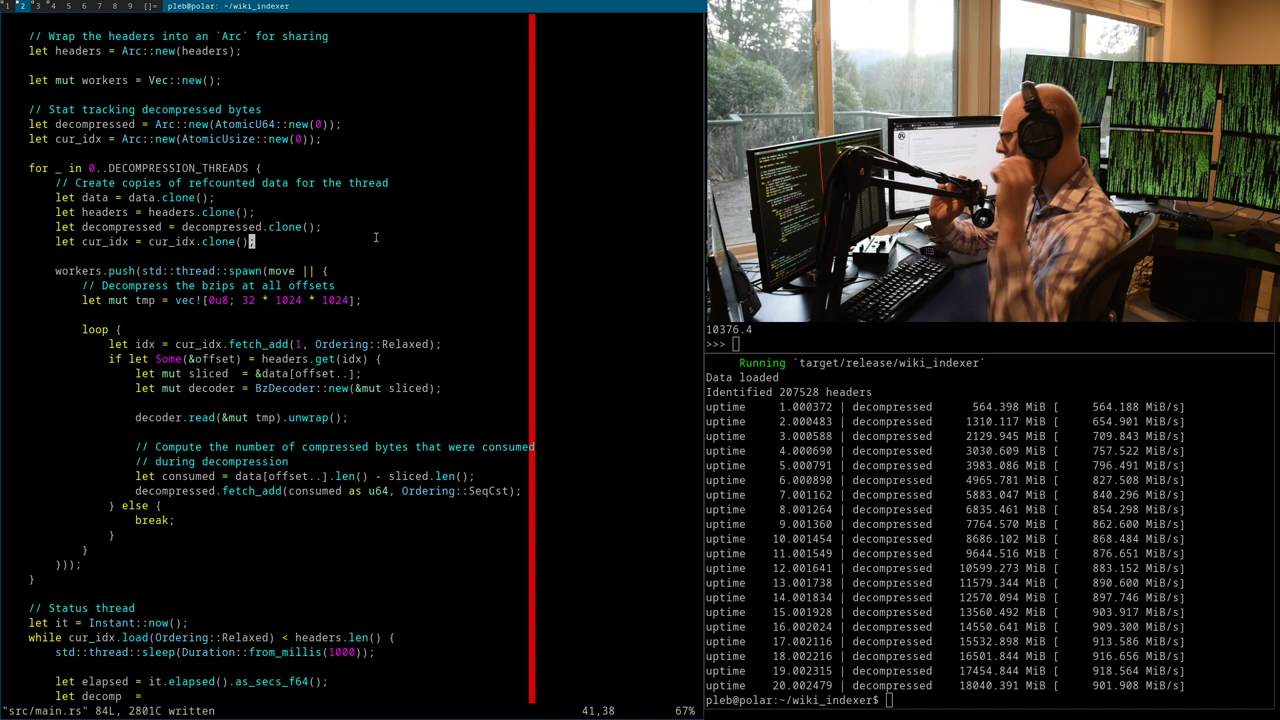 1 2 3 4 5 6 7 8 9 []= pleb@polar: ~/wiki_indexer
// Wrap the headers into an `Arc` for sharing
let headers = Arc::new(headers);
let mut workers = Vec::new();
// Stat tracking decompressed bytes
let decompressed = Arc::new(AtomicU64::new(0));
let cur_idx = Arc::new(AtomicUsize::new(0));
for _ in 0..DECOMPRESSION_THREADS {
// Create copies of refcounted data for the thread
let data = data.clone();
let headers = headers.clone();
let decompressed = decompressed.clone();
let cur_idx = cur_idx.clone();
workers.push(std::thread::spawn(move || {
// Decompress the bzips at all offsets
let mut tmp = vec![0u8; 32 * 1024 * 1024];
loop {
let idx = cur_idx.fetch_add(1, Ordering::Relaxed);
if let Some(&offset) = headers.get(idx) {
let mut sliced  = &data[offset..];
let mut decoder = BzDecoder::new(&mut sliced);
decoder.read(&mut tmp).unwrap();
// Compute the number of compressed bytes that were consumed
// during decompression
let consumed = data[offset..].len() - sliced.len();
decompressed.fetch_add(consumed as u64, Ordering::SeqCst);
} else {
break;
}
}
}));
}
// Status thread
let it = Instant::now();
while cur_idx.load(Ordering::Relaxed) < headers.len() {
std::thread::sleep(Duration::from_millis(1000));
let elapsed = it.elapsed().as_secs_f64();
let decomp  =
"src/main.rs" 84L, 2801C written 41,38 67%
10376.4
>>>
Running `target/release/wiki_indexer`
Data loaded
Identified 207528 headers
uptime 1.000372 | decompressed 564.398 MiB [ 564.188 MiB/s]
uptime 2.000483 | decompressed 1310.117 MiB [ 654.901 MiB/s]
uptime 3.000588 | decompressed 2129.945 MiB [ 709.843 MiB/s]
uptime 4.000690 | decompressed 3030.609 MiB [ 757.522 MiB/s]
uptime 5.000791 | decompressed 3983.086 MiB [ 796.491 MiB/s]
uptime 6.000890 | decompressed 4965.781 MiB [ 827.508 MiB/s]
uptime 7.001162 | decompressed 5883.047 MiB [ 840.296 MiB/s]
uptime 8.001264 | decompressed 6835.461 MiB [ 854.298 MiB/s]
uptime 9.001360 | decompressed 7764.570 MiB [ 862.600 MiB/s]
uptime 10.001454 | decompressed 8686.102 MiB [ 868.484 MiB/s]
uptime 11.001549 | decompressed 9644.516 MiB [ 876.651 MiB/s]
uptime 12.001641 | decompressed 10599.273 MiB [ 883.152 MiB/s]
uptime 13.001738 | decompressed 11579.344 MiB [ 890.600 MiB/s]
uptime 14.001834 | decompressed 12570.094 MiB [ 897.746 MiB/s]
uptime 15.001928 | decompressed 13560.492 MiB [ 903.917 MiB/s]
uptime 16.002024 | decompressed 14550.641 MiB [ 909.300 MiB/s]
uptime 17.002116 | decompressed 15532.898 MiB [ 913.586 MiB/s]
uptime 18.002216 | decompressed 16501.844 MiB [ 916.656 MiB/s]
uptime 19.002315 | decompressed 17454.844 MiB [ 918.564 MiB/s]
uptime 20.002479 | decompressed 18040.391 MiB [ 901.908 MiB/s]
pleb@polar:~/wiki_indexer$